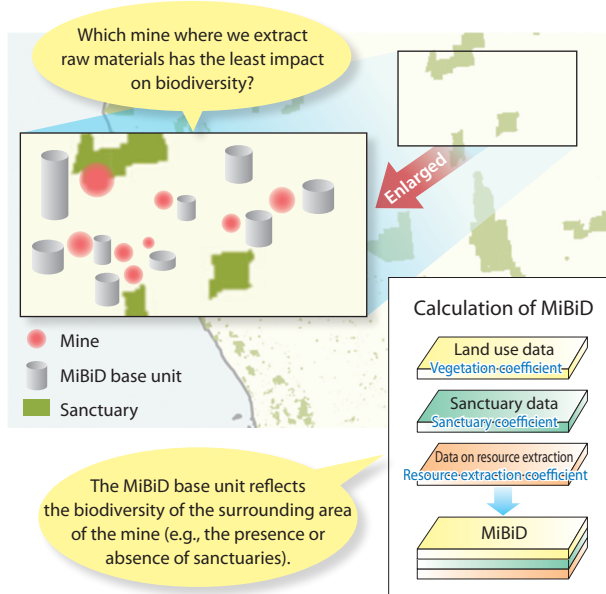 Which mine where we extract
raw materials has the least impact
on biodiversity?
Enlarged
Mine
MiBiD base unit
Sanctuary
Calculation of MiBiD
Land use data
Vegetation coefficient
Sanctuary data
Sanctuary coefficient
Data on resource extraction
Resource extraction coefficient
MiBiD
The MiBiD base unit reflects
the biodiversity of the surrounding area
of the mine (e.g., the presence or
absence of sanctuaries).